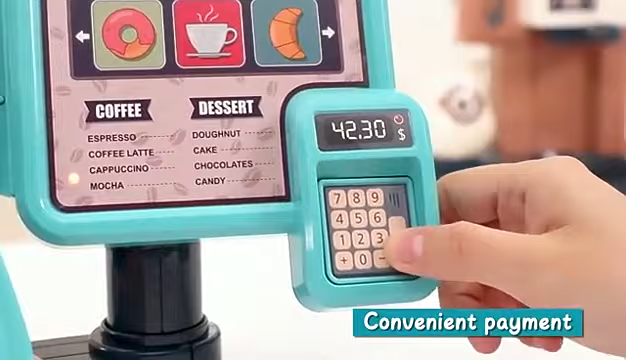 COFFEE
ESPRESSO
COFFEE LATTE
CAPPUCCINO
MOCHA
DESSERT
DOUGHNUT
CAKE
CHOCOLATES
CANDY
42.30 $
7 8 9
4 5 6
1 2 3
+ 0 −
Convenient payment